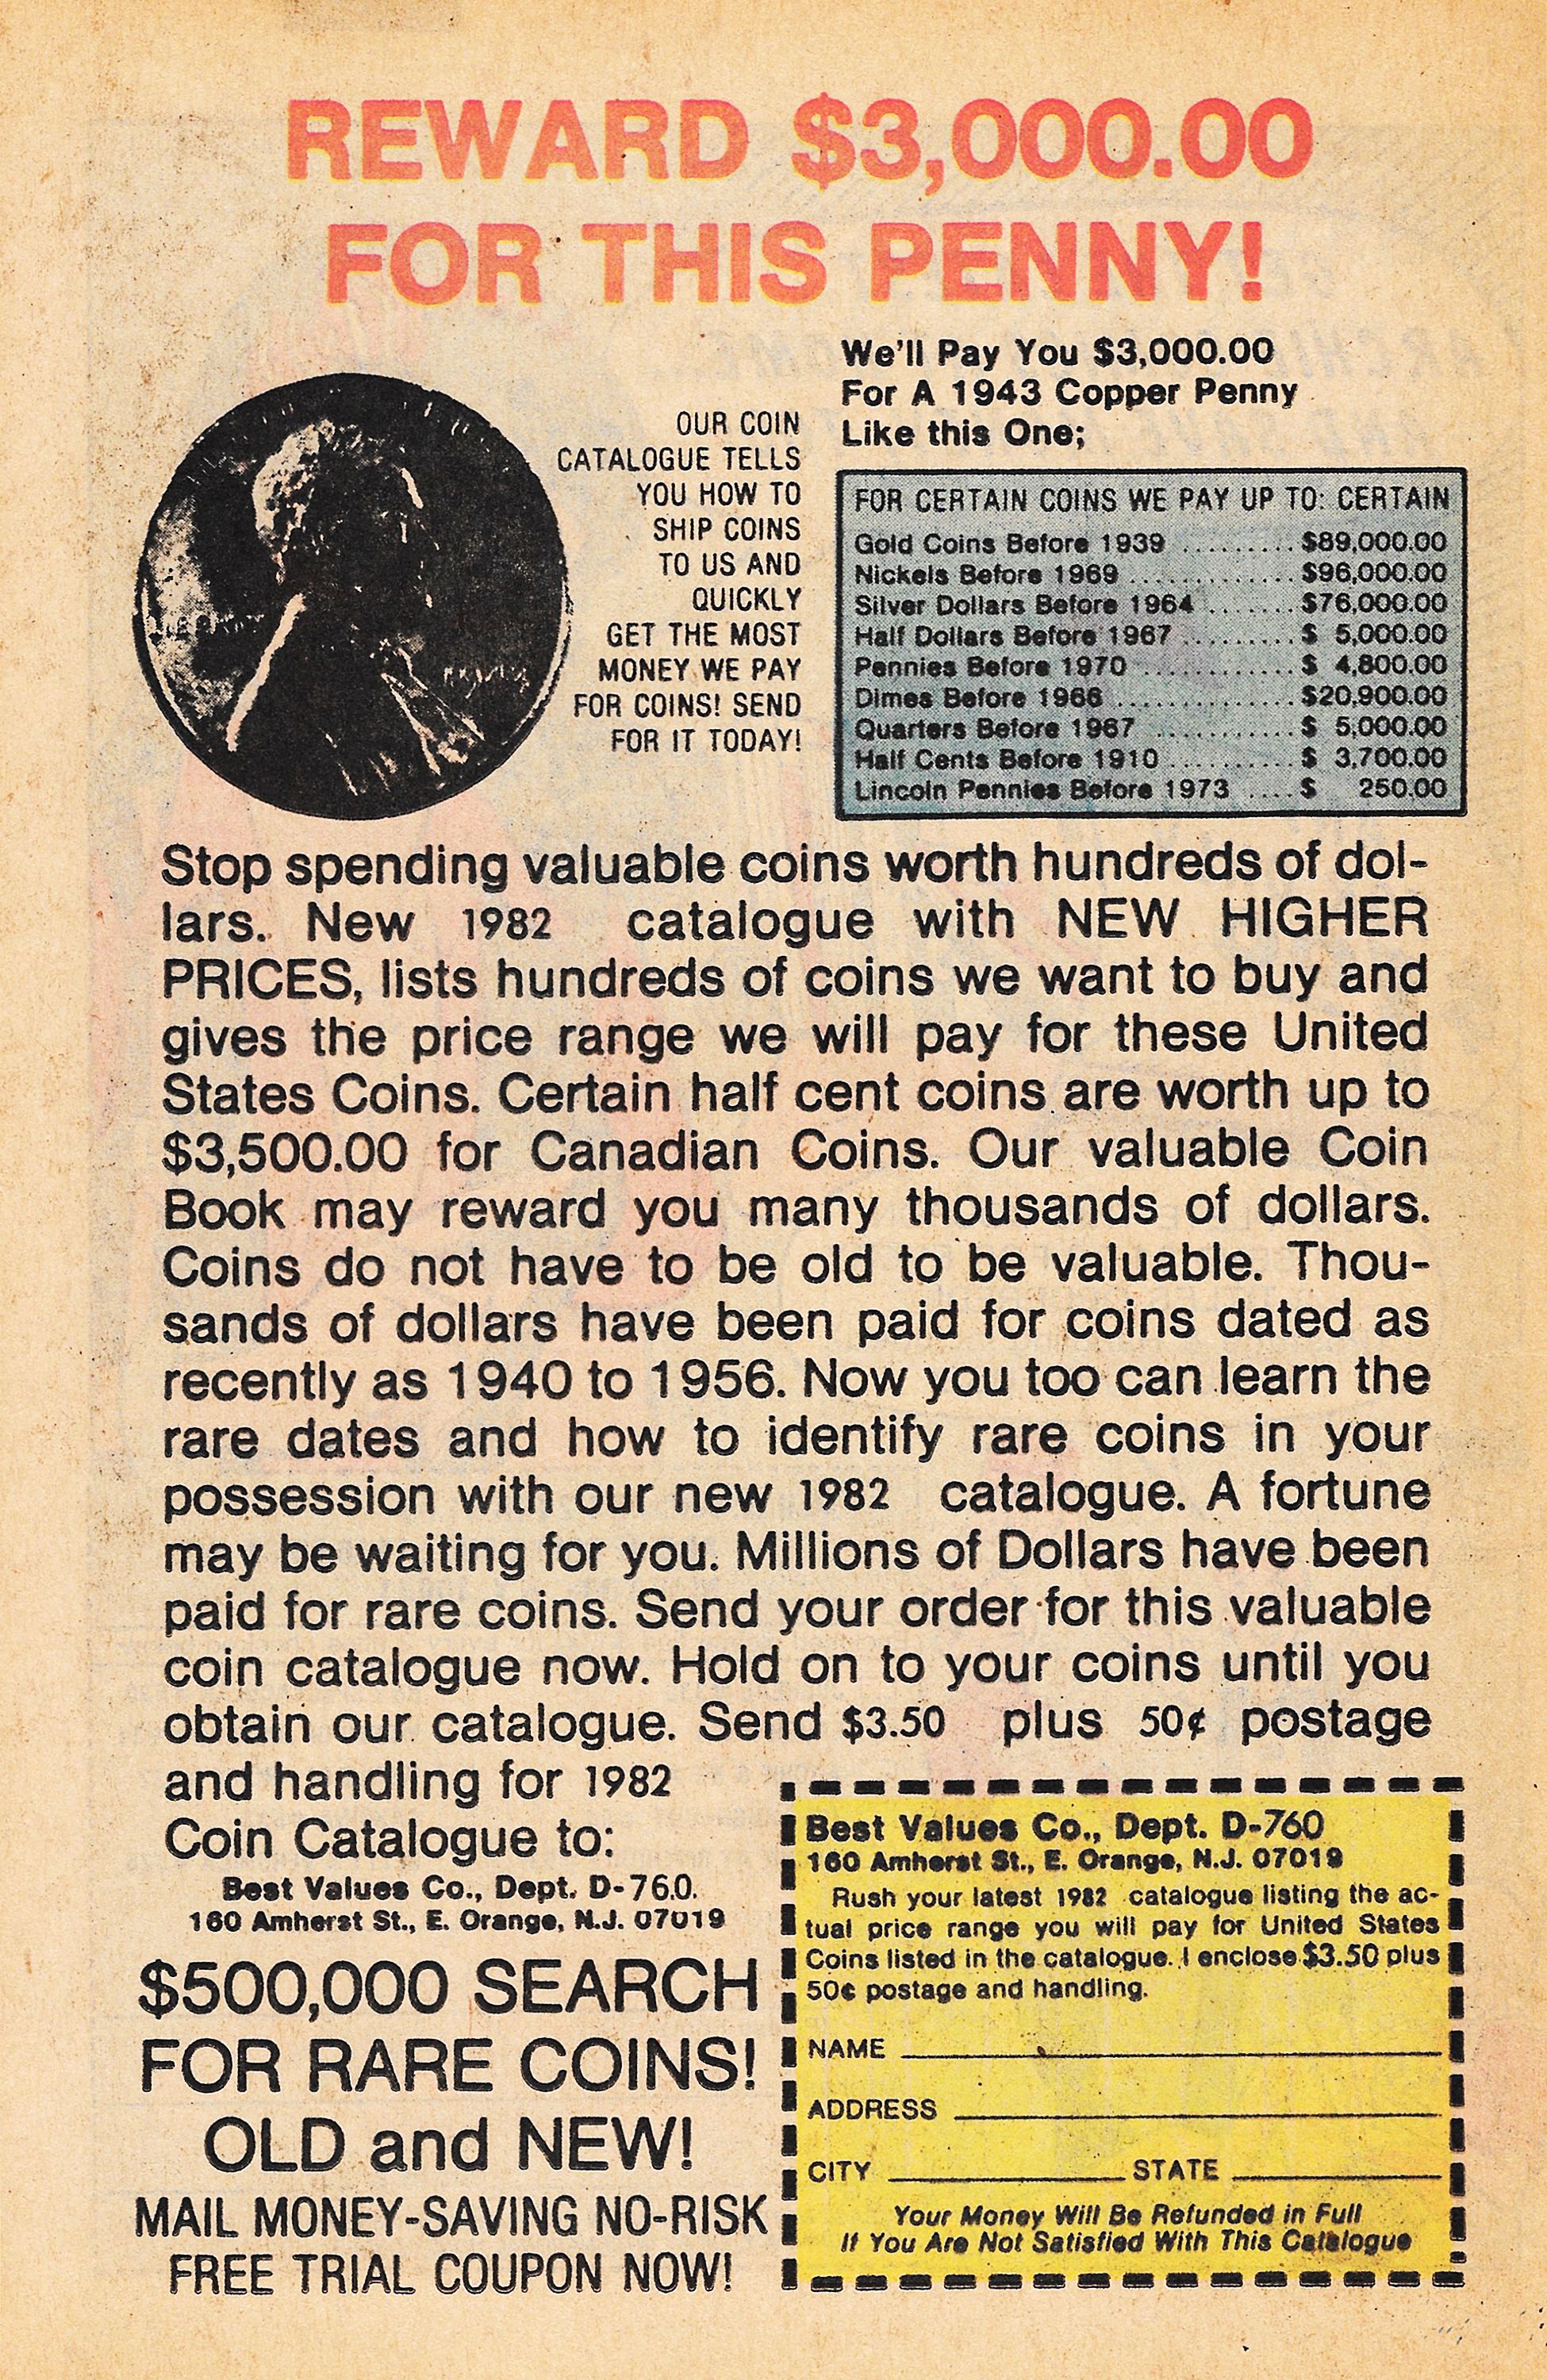 REWARD $3,000.00
FOR THIS PENNY!
We'll Pay You $3,000.00
For A 1943 Copper Penny
Like this One;
OUR COIN
CATALOGUE TELLS
YOU HOW TO
SHIP COINS
TO US AND
QUICKLY
GET THE MOST
MONEY WE PAY
FOR COINS! SEND
FOR IT TODAY!
FOR CERTAIN COINS WE PAY UP TO: CERTAIN
Gold Coins Before 1939 ......... $89,000.00
Nickels Before 1969 ............. $96,000.00
Silver Dollars Before 1964 ....... $76,000.00
Half Dollars Before 1967 ......... $ 5,000.00
Pennies Before 1970 ............ $ 4,800.00
Dimes Before 1966 .............. $20,900.00
Quarters Before 1967 ........... $ 5,000.00
Half Cents Before 1910 .......... $ 3,700.00
Lincoln Pennies Before 1973 .... $ 250.00
Stop spending valuable coins worth hundreds of dol-
lars. New 1982 catalogue with NEW HIGHER
PRICES, lists hundreds of coins we want to buy and
gives the price range we will pay for these United
States Coins. Certain half cent coins are worth up to
$3,500.00 for Canadian Coins. Our valuable Coin
Book may reward you many thousands of dollars.
Coins do not have to be old to be valuable. Thou-
sands of dollars have been paid for coins dated as
recently as 1940 to 1956. Now you too can learn the
rare dates and how to identify rare coins in your
possession with our new 1982 catalogue. A fortune
may be waiting for you. Millions of Dollars have been
paid for rare coins. Send your order for this valuable
coin catalogue now. Hold on to your coins until you
obtain our catalogue. Send $3.50 plus 50¢ postage
and handling for 1982
Coin Catalogue to:
Best Values Co., Dept. D-760.
160 Amherst St., E. Orange, N.J. 07019
$500,000 SEARCH
FOR RARE COINS!
OLD and NEW!
MAIL MONEY-SAVING NO-RISK
FREE TRIAL COUPON NOW!
Best Values Co., Dept. D-760
160 Amherst St., E. Orange, N.J. 07019
Rush your latest 1982 catalogue listing the ac-
tual price range you will pay for United States
Coins listed in the catalogue. I enclose $3.50 plus
50¢ postage and handling.
NAME
ADDRESS
CITY STATE
Your Money Will Be Refunded in Full
If You Are Not Satisfied With This Catalogue